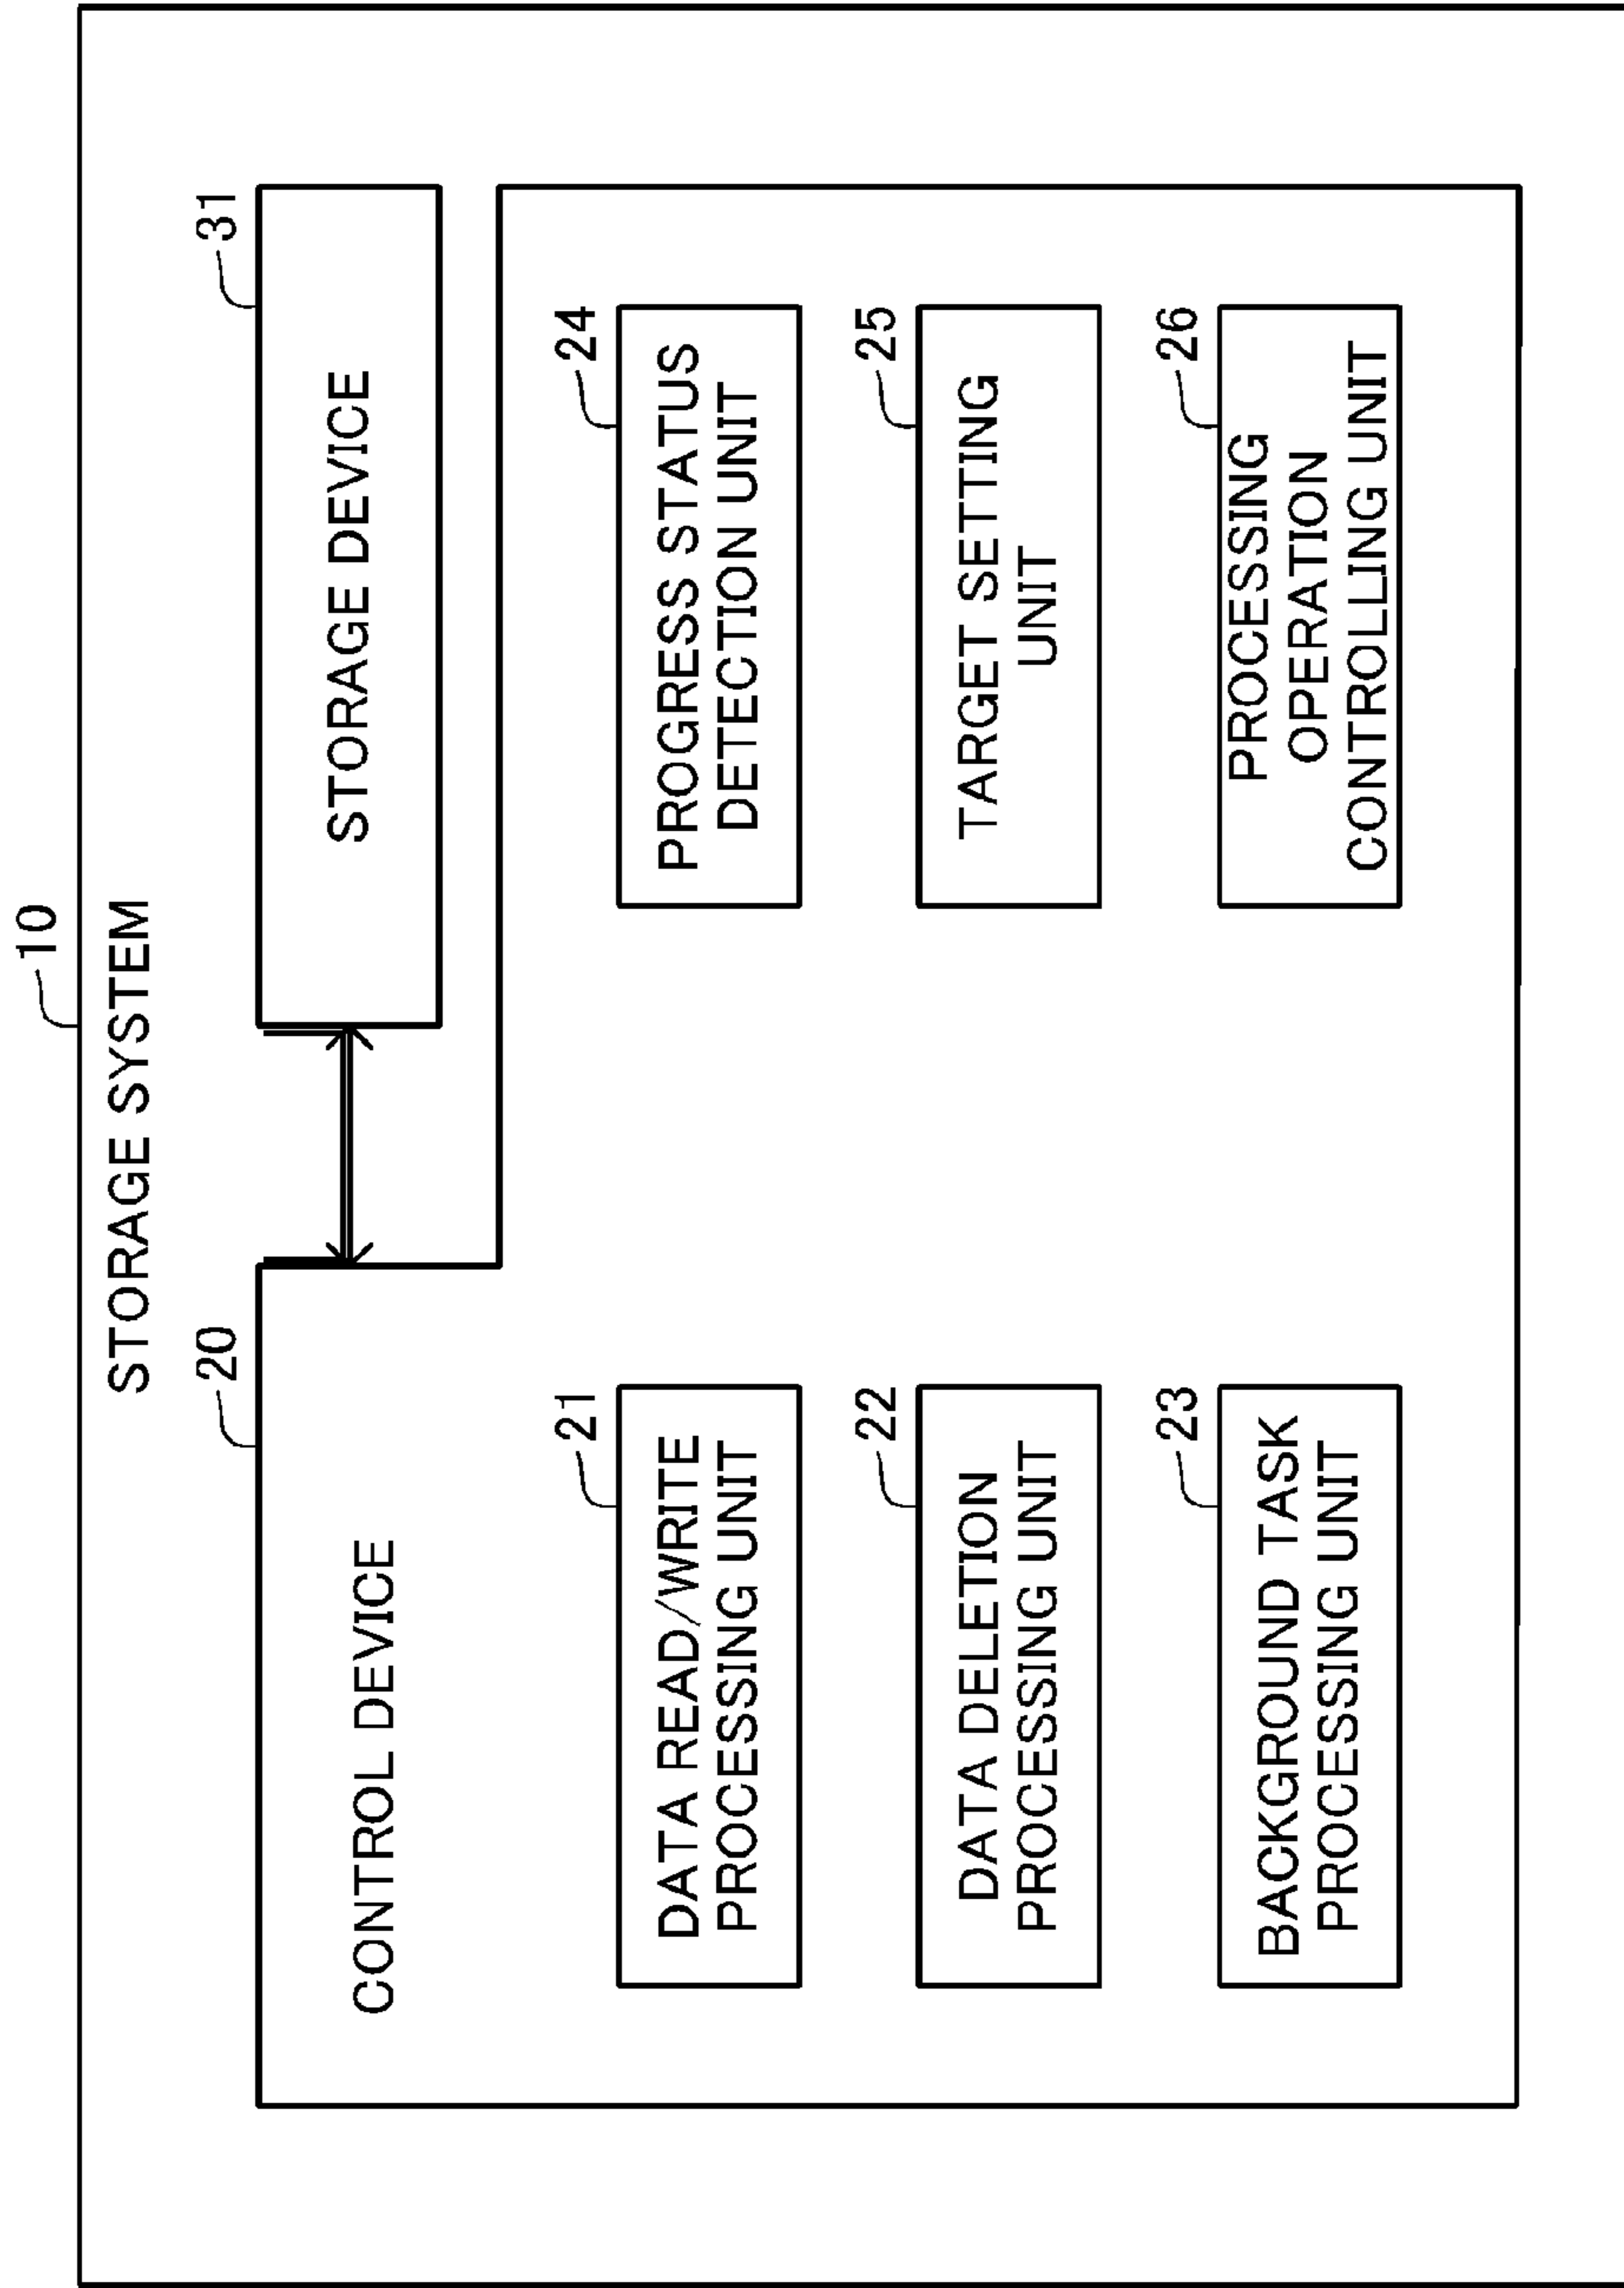 10
STORAGE SYSTEM
20
31
CONTROL DEVICE
STORAGE DEVICE
21
DATA READ/WRITE
PROCESSING UNIT
24
PROGRESS STATUS
DETECTION UNIT
22
DATA DELETION
PROCESSING UNIT
25
TARGET SETTING
UNIT
23
BACKGROUND TASK
PROCESSING UNIT
26
PROCESSING
OPERATION
CONTROLLING UNIT